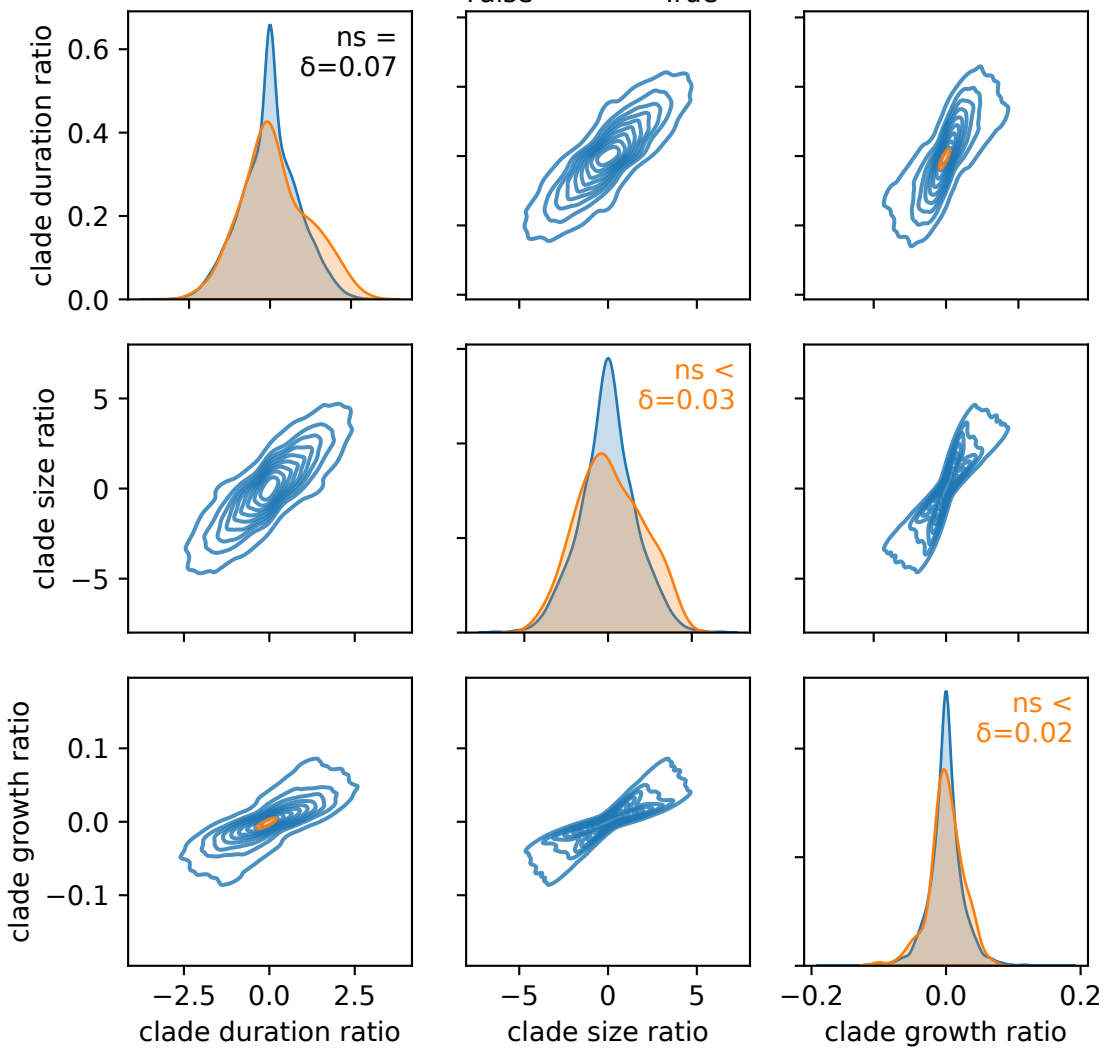 clade duration ratio
0.6
0.4
0.2
0.0
ns =
δ=0.07
clade size ratio
5
0
−5
ns <
δ=0.03
clade growth ratio
0.1
0.0
−0.1
ns <
δ=0.02
−2.5 0.0 2.5
−5 0 5
−0.2 0.0 0.2
clade duration ratio
clade size ratio
clade growth ratio